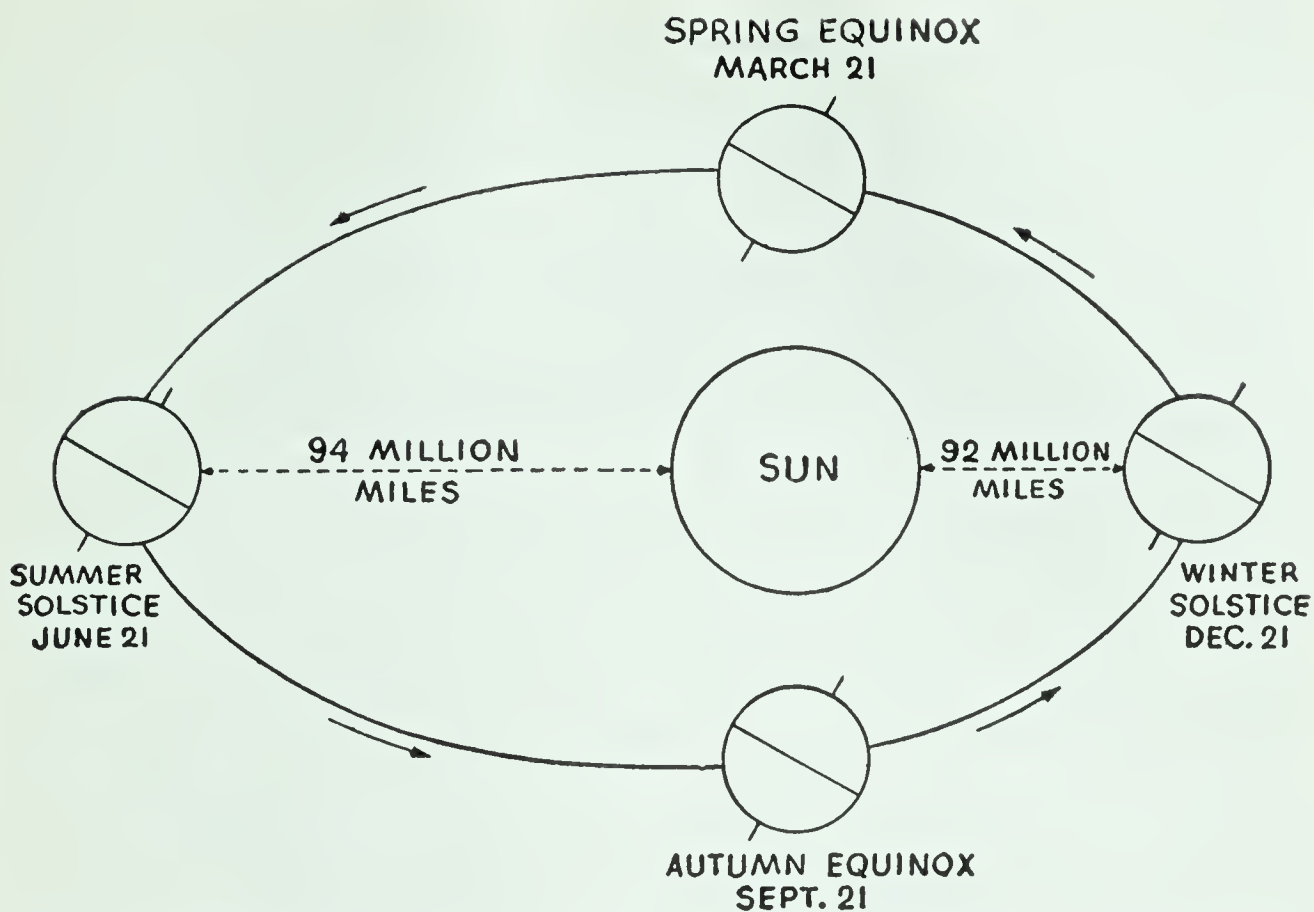 SPRING EQUINOX
MARCH 21
94 MILLION
MILES
SUN
92 MILLION
MILES
SUMMER
SOLSTICE
JUNE 21
WINTER
SOLSTICE
DEC. 21
AUTUMN EQUINOX
SEPT. 21